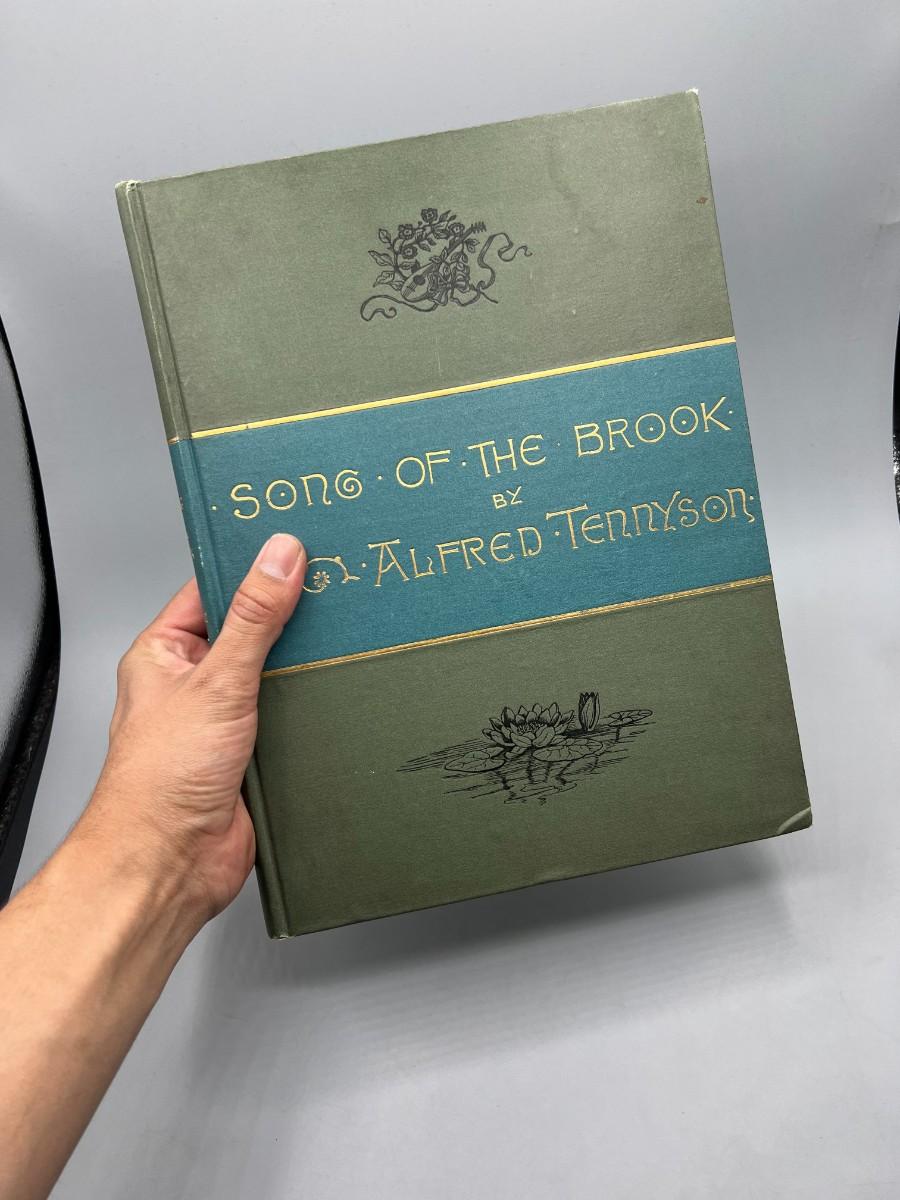 · SONG · OF · THE · BROOK ·
BY
· ALFRED · TENNYSON ·